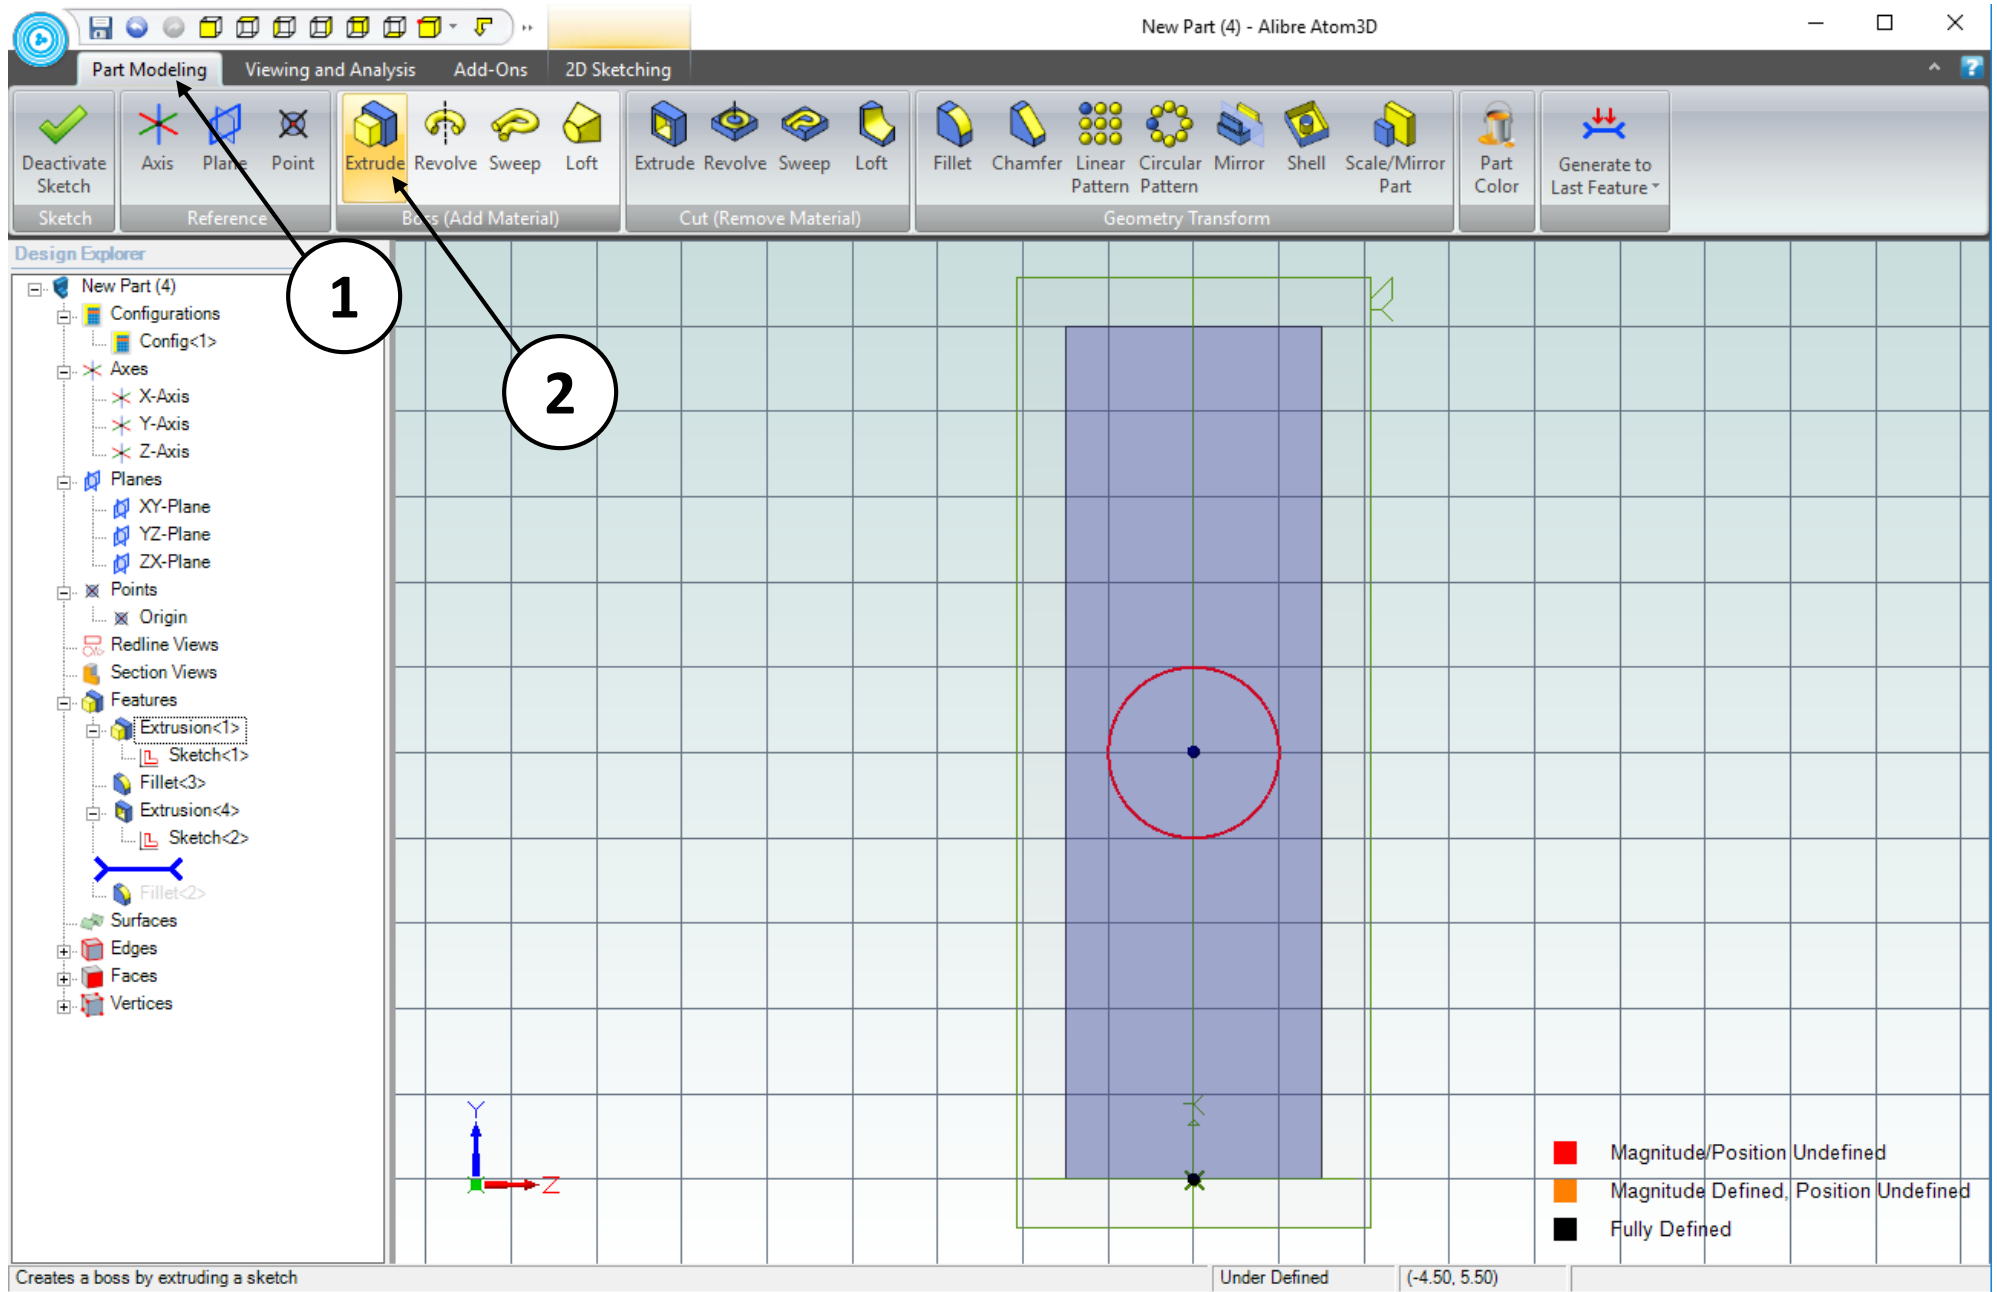 New Part (4) - Alibre Atom3D
Part Modeling Viewing and Analysis Add-Ons 2D Sketching
Deactivate Sketch Axis Plane Point Extrude Revolve Sweep Loft Extrude Revolve Sweep Loft Fillet Chamfer Linear Pattern Circular Pattern Mirror Shell Scale/Mirror Part Part Color Generate to Last Feature
Sketch Reference Boss (Add Material) Cut (Remove Material) Geometry Transform
Design Explorer
New Part (4)
1
Configurations
Config<1>
Axes
X-Axis
2
Y-Axis
Z-Axis
Planes
XY-Plane
YZ-Plane
ZX-Plane
Points
Origin
Redline Views
Section Views
Features
Extrusion<1>
Sketch<1>
Fillet<3>
Extrusion<4>
Sketch<2>
Fillet<2>
Surfaces
Edges
Faces
Vertices
Y
Z
Magnitude/Position Undefined
Magnitude Defined, Position Undefined
Fully Defined
Creates a boss by extruding a sketch Under Defined (-4.50, 5.50)